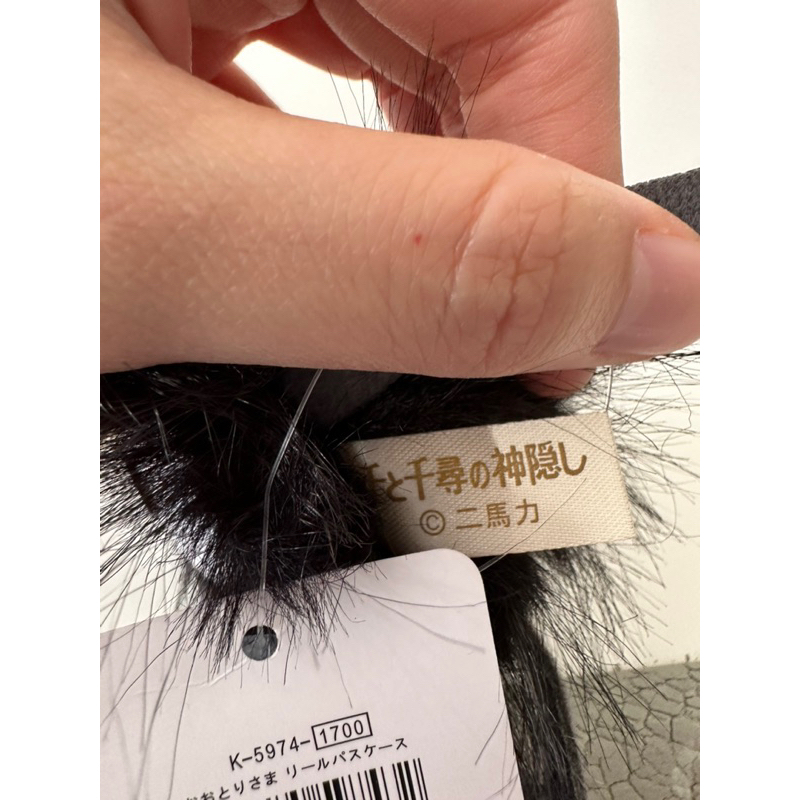 と千尋の神隠し
© 二馬力
K-5974-1700
おとりさま リールパスケース